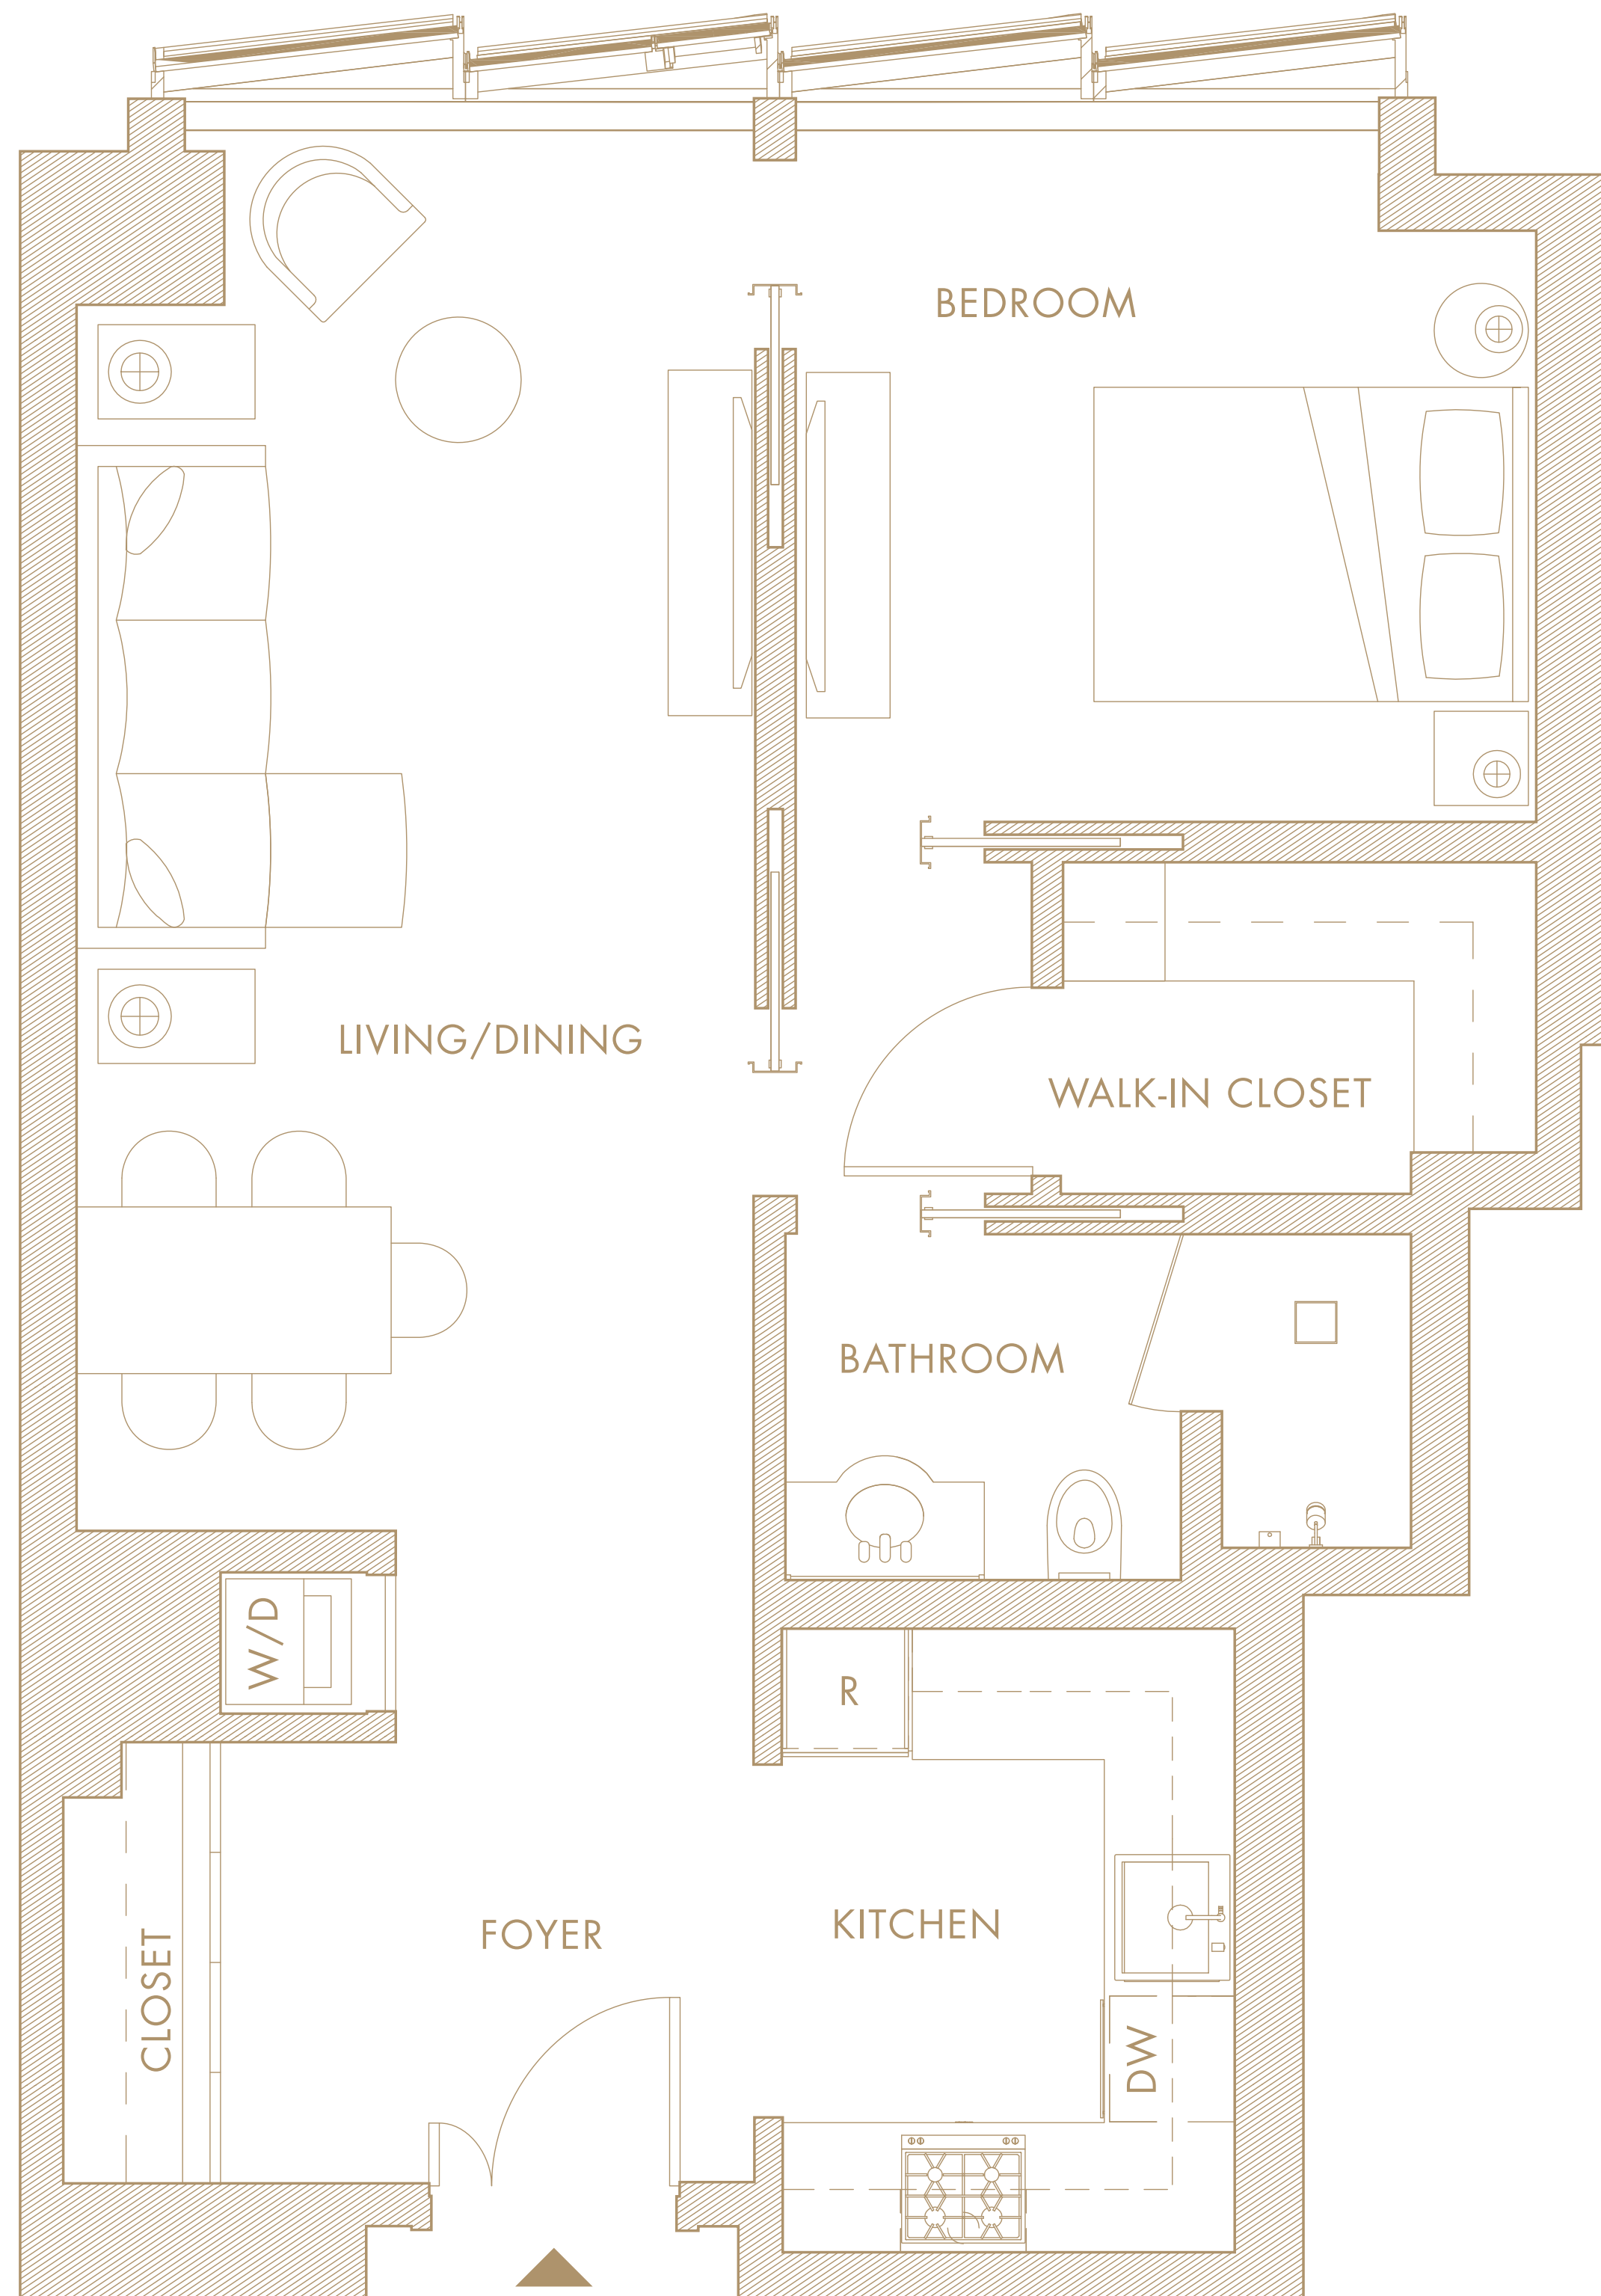 BEDROOM
LIVING/DINING
WALK-IN CLOSET
BATHROOM
W/D
R
FOYER
KITCHEN
CLOSET
DW